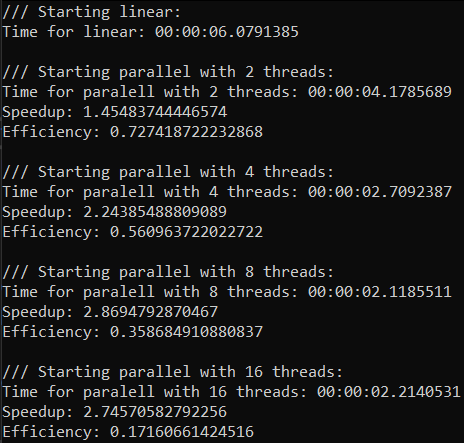 /// Starting linear:
Time for linear: 00:00:06.0791385
/// Starting parallel with 2 threads:
Time for paralell with 2 threads: 00:00:04.1785689
Speedup: 1.45483744446574
Efficiency: 0.727418722232868
/// Starting parallel with 4 threads:
Time for paralell with 4 threads: 00:00:02.7092387
Speedup: 2.24385488809089
Efficiency: 0.560963722022722
/// Starting parallel with 8 threads:
Time for paralell with 8 threads: 00:00:02.1185511
Speedup: 2.8694792870467
Efficiency: 0.358684910880837
/// Starting parallel with 16 threads:
Time for paralell with 16 threads: 00:00:02.2140531
Speedup: 2.74570582792256
Efficiency: 0.17160661424516